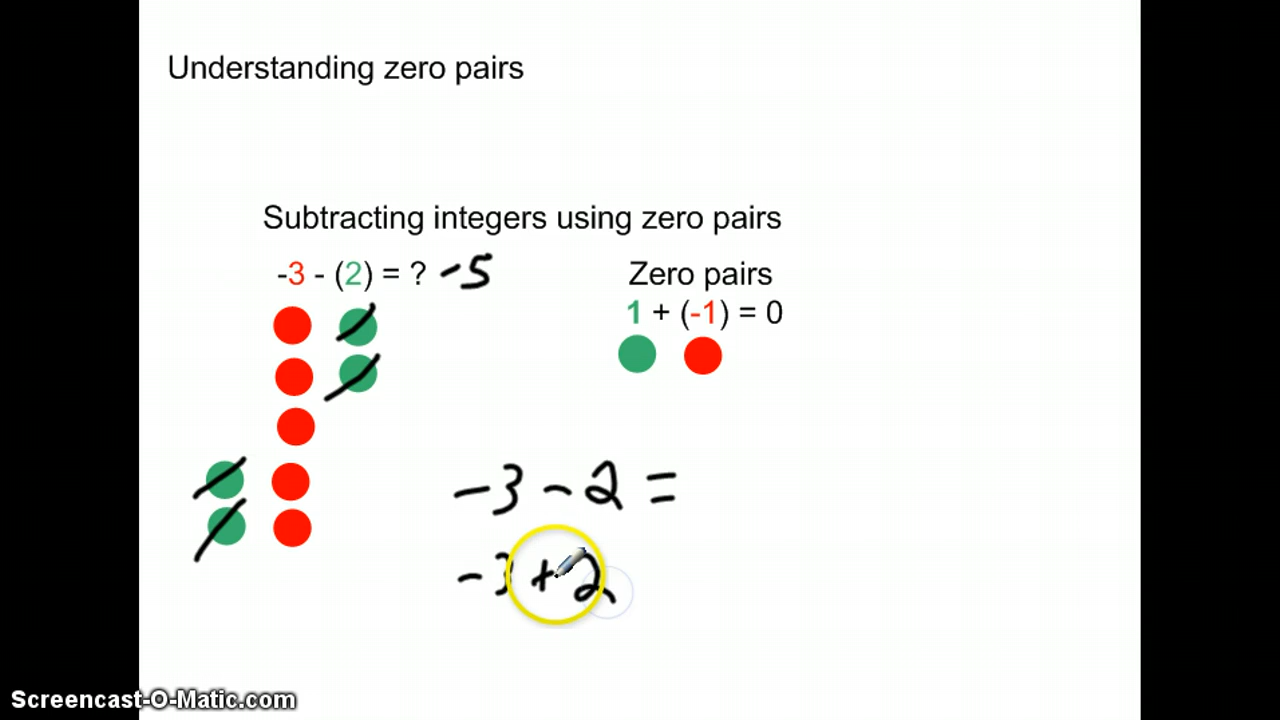 Understanding zero pairs
Subtracting integers using zero pairs
-3 - (2) = ? -5
Zero pairs
1 + (-1) = 0
-3 - 2 =
-3 + 2
Screencast-O-Matic.com